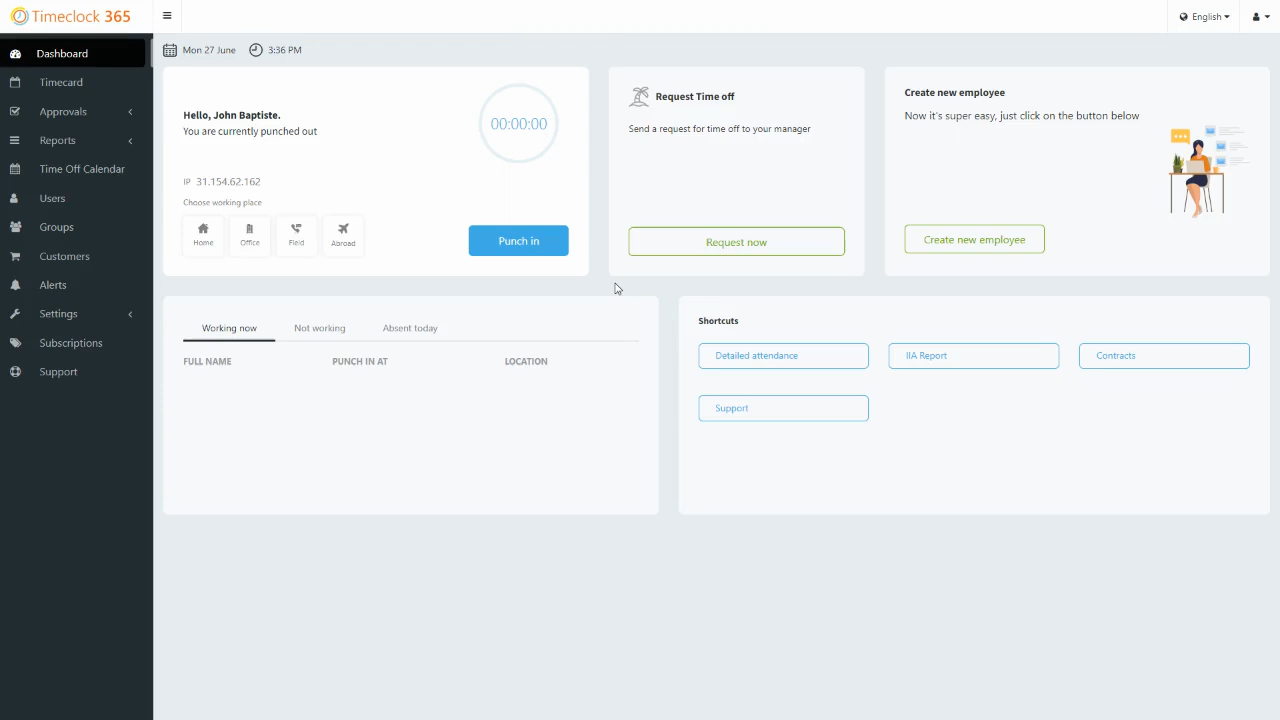 Timeclock 365
English
Dashboard
Timecard
Approvals
Reports
Time Off Calendar
Users
Groups
Customers
Alerts
Settings
Subscriptions
Support
Mon 27 June 3:36 PM
Hello, John Baptiste.
You are currently punched out
00:00:00
IP 31.154.62.162
Choose working place
Home Office Field Abroad
Punch in
Request Time off
Send a request for time off to your manager
Request now
Create new employee
Now it's super easy, just click on the button below
Create new employee
Working now Not working Absent today
FULL NAME PUNCH IN AT LOCATION
Shortcuts
Detailed attendance IIA Report Contracts
Support